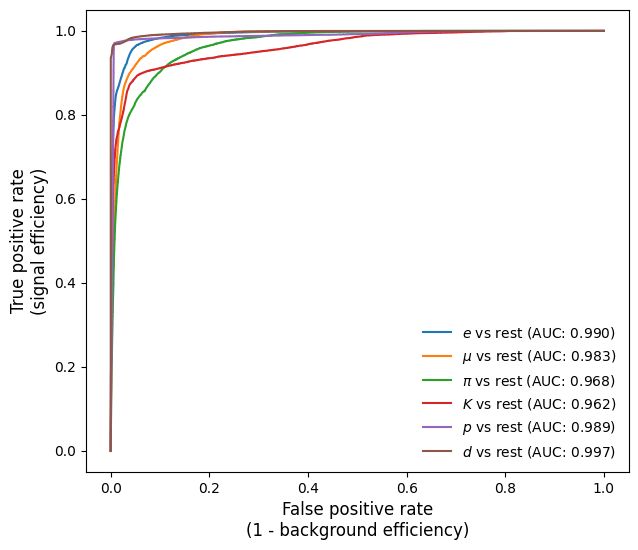 1.0
0.8
0.6
0.4
0.2
0.0
True positive rate
(signal efficiency)
e vs rest (AUC: 0.990)
μ vs rest (AUC: 0.983)
π vs rest (AUC: 0.968)
K vs rest (AUC: 0.962)
p vs rest (AUC: 0.989)
d vs rest (AUC: 0.997)
0.0 0.2 0.4 0.6 0.8 1.0
False positive rate
(1 - background efficiency)